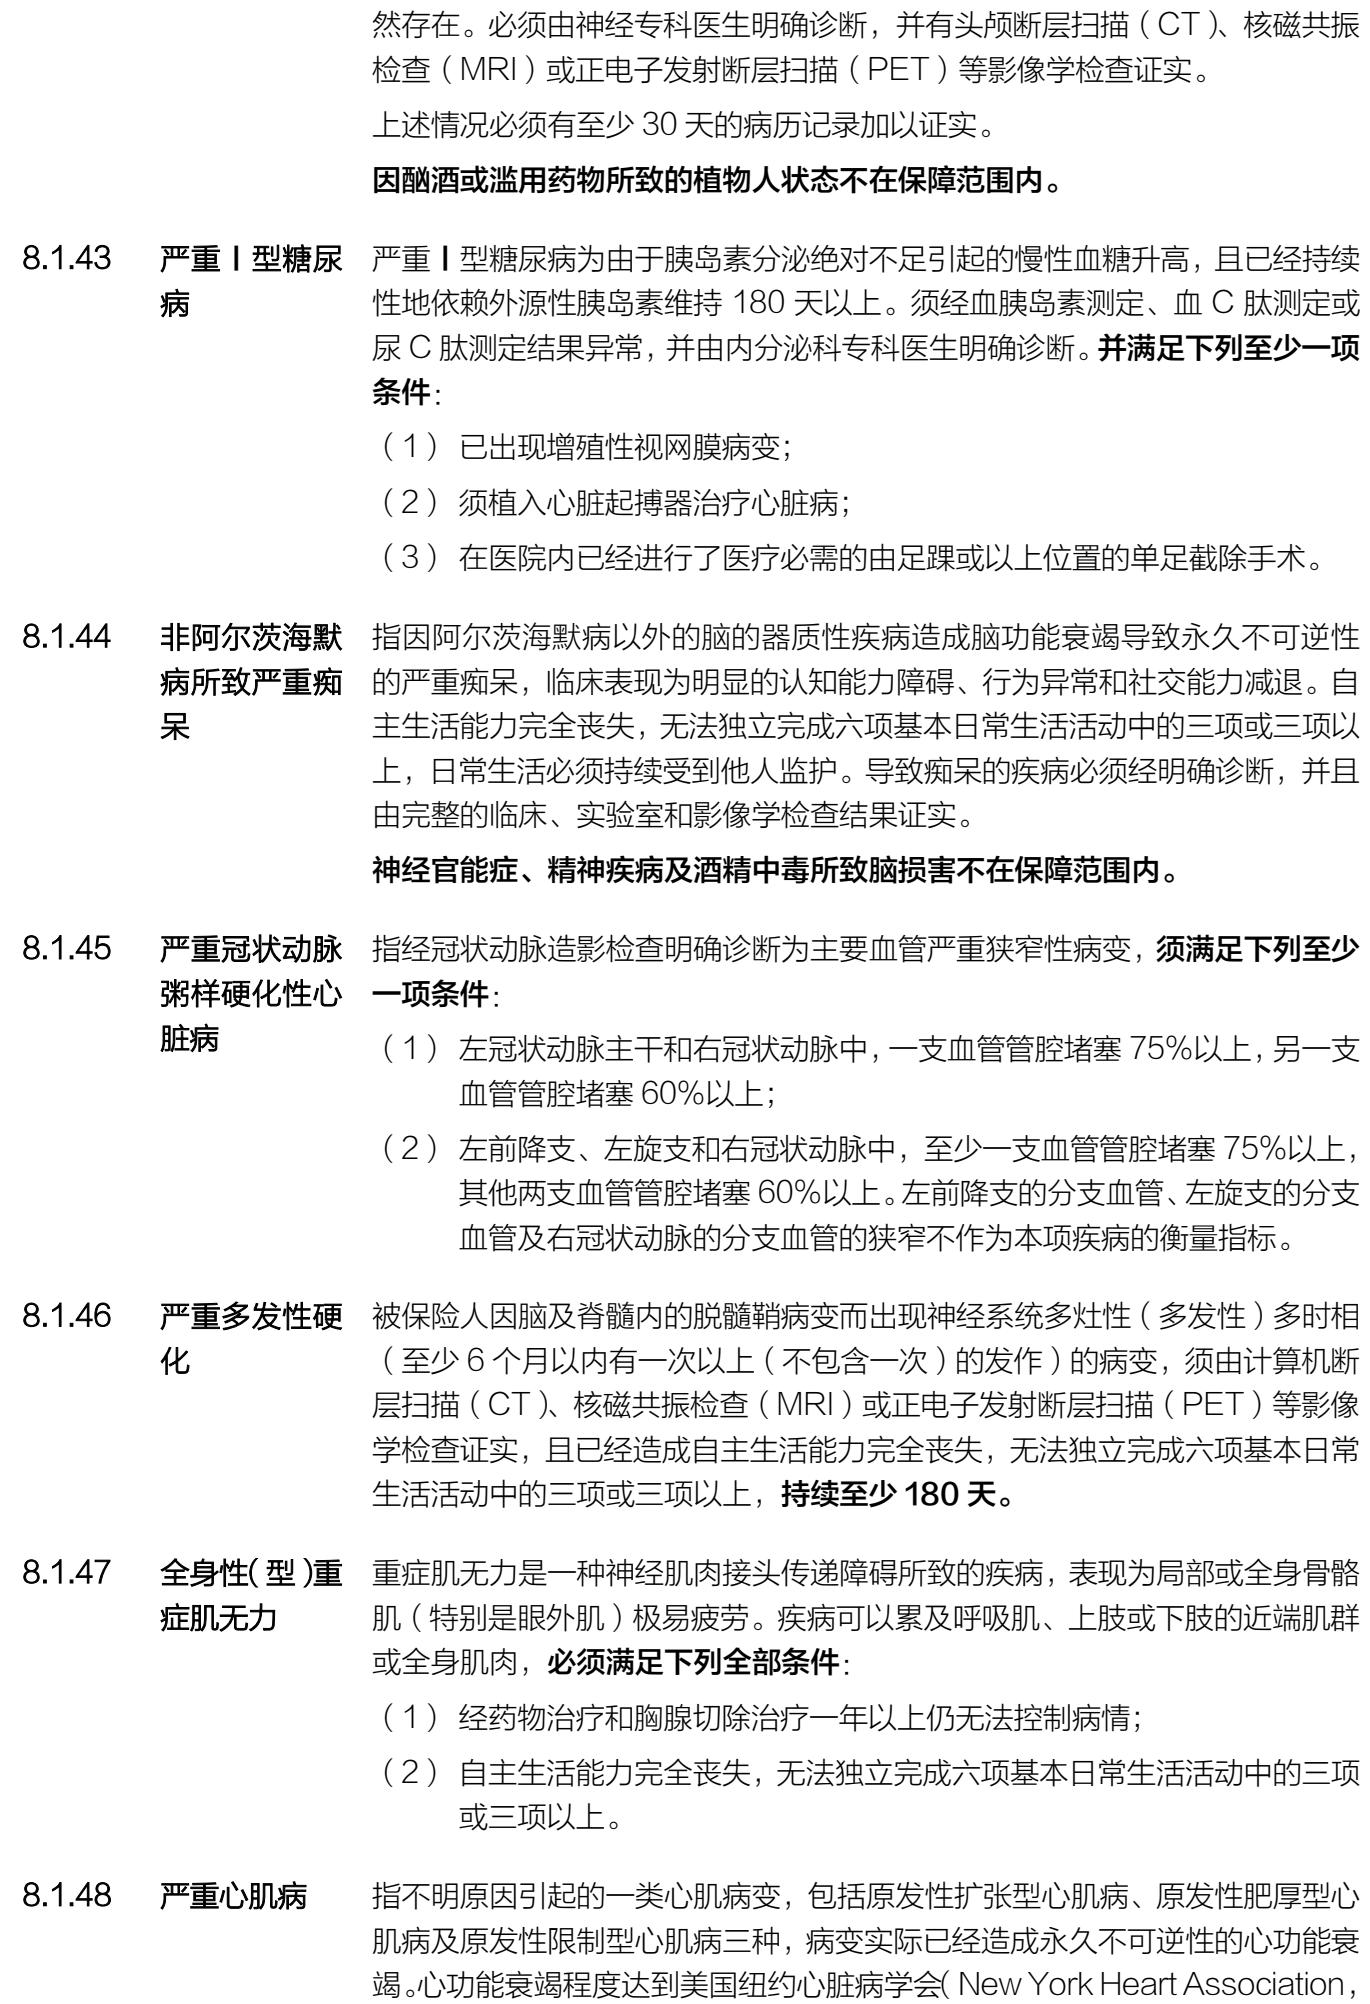 然存在。必须由神经专科医生明确诊断，并有头颅断层扫描（CT）、核磁共振
检查（MRI）或正电子发射断层扫描（PET）等影像学检查证实。
上述情况必须有至少 30 天的病历记录加以证实。
因酗酒或滥用药物所致的植物人状态不在保障范围内。
8.1.43 严重Ⅰ型糖尿 严重Ⅰ型糖尿病为由于胰岛素分泌绝对不足引起的慢性血糖升高，且已经持续
病 性地依赖外源性胰岛素维持 180 天以上。须经血胰岛素测定、血 C 肽测定或
尿 C 肽测定结果异常，并由内分泌科专科医生明确诊断。并满足下列至少一项
条件：
（1） 已出现增殖性视网膜病变；
（2） 须植入心脏起搏器治疗心脏病；
（3） 在医院内已经进行了医疗必需的由足踝或以上位置的单足截除手术。
8.1.44 非阿尔茨海默 指因阿尔茨海默病以外的脑的器质性疾病造成脑功能衰竭导致永久不可逆性
病所致严重痴 的严重痴呆，临床表现为明显的认知能力障碍、行为异常和社交能力减退。自
呆 主生活能力完全丧失，无法独立完成六项基本日常生活活动中的三项或三项以
上，日常生活必须持续受到他人监护。导致痴呆的疾病必须经明确诊断，并且
由完整的临床、实验室和影像学检查结果证实。
神经官能症、精神疾病及酒精中毒所致脑损害不在保障范围内。
8.1.45 严重冠状动脉 指经冠状动脉造影检查明确诊断为主要血管严重狭窄性病变，须满足下列至少
粥样硬化性心 一项条件：
脏病 （1） 左冠状动脉主干和右冠状动脉中，一支血管管腔堵塞 75%以上，另一支
血管管腔堵塞 60%以上；
（2） 左前降支、左旋支和右冠状动脉中，至少一支血管管腔堵塞 75%以上，
其他两支血管管腔堵塞 60%以上。左前降支的分支血管、左旋支的分支
血管及右冠状动脉的分支血管的狭窄不作为本项疾病的衡量指标。
8.1.46 严重多发性硬 被保险人因脑及脊髓内的脱髓鞘病变而出现神经系统多灶性（多发性）多时相
化 （至少 6 个月以内有一次以上（不包含一次）的发作）的病变，须由计算机断
层扫描（CT）、核磁共振检查（MRI）或正电子发射断层扫描（PET）等影像
学检查证实，且已经造成自主生活能力完全丧失，无法独立完成六项基本日常
生活活动中的三项或三项以上，持续至少 180 天。
8.1.47 全身性（型）重 重症肌无力是一种神经肌肉接头传递障碍所致的疾病，表现为局部或全身骨骼
症肌无力 肌（特别是眼外肌）极易疲劳。疾病可以累及呼吸肌、上肢或下肢的近端肌群
或全身肌肉，必须满足下列全部条件：
（1） 经药物治疗和胸腺切除治疗一年以上仍无法控制病情；
（2） 自主生活能力完全丧失，无法独立完成六项基本日常生活活动中的三项
或三项以上。
8.1.48 严重心肌病 指不明原因引起的一类心肌病变，包括原发性扩张型心肌病、原发性肥厚型心
肌病及原发性限制型心肌病三种，病变实际已经造成永久不可逆性的心功能衰
竭。心功能衰竭程度达到美国纽约心脏病学会（New York Heart Association，